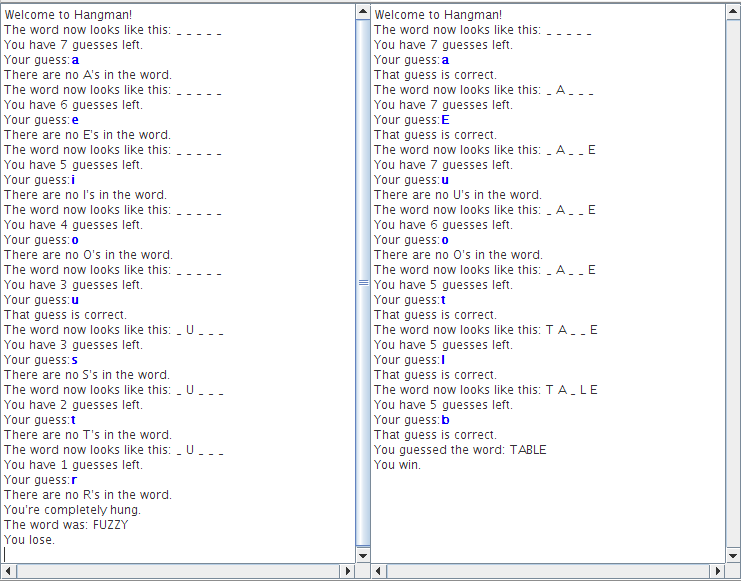 Welcome to Hangman!
The word now looks like this: _ _ _ _ _
You have 7 guesses left.
Your guess:a
There are no A's in the word.
The word now looks like this: _ _ _ _ _
You have 6 guesses left.
Your guess:e
There are no E's in the word.
The word now looks like this: _ _ _ _ _
You have 5 guesses left.
Your guess:i
There are no I's in the word.
The word now looks like this: _ _ _ _ _
You have 4 guesses left.
Your guess:o
There are no O's in the word.
The word now looks like this: _ _ _ _ _
You have 3 guesses left.
Your guess:u
That guess is correct.
The word now looks like this: _ U _ _ _
You have 3 guesses left.
Your guess:s
There are no S's in the word.
The word now looks like this: _ U _ _ _
You have 2 guesses left.
Your guess:t
There are no T's in the word.
The word now looks like this: _ U _ _ _
You have 1 guesses left.
Your guess:r
There are no R's in the word.
You're completely hung.
The word was: FUZZY
You lose.
Welcome to Hangman!
The word now looks like this: _ _ _ _ _
You have 7 guesses left.
Your guess:a
That guess is correct.
The word now looks like this: _ A _ _ _
You have 7 guesses left.
Your guess:E
That guess is correct.
The word now looks like this: _ A _ _ E
You have 7 guesses left.
Your guess:u
There are no U's in the word.
The word now looks like this: _ A _ _ E
You have 6 guesses left.
Your guess:o
There are no O's in the word.
The word now looks like this: _ A _ _ E
You have 5 guesses left.
Your guess:t
That guess is correct.
The word now looks like this: T A _ _ E
You have 5 guesses left.
Your guess:l
That guess is correct.
The word now looks like this: T A _ L E
You have 5 guesses left.
Your guess:b
That guess is correct.
You guessed the word: TABLE
You win.